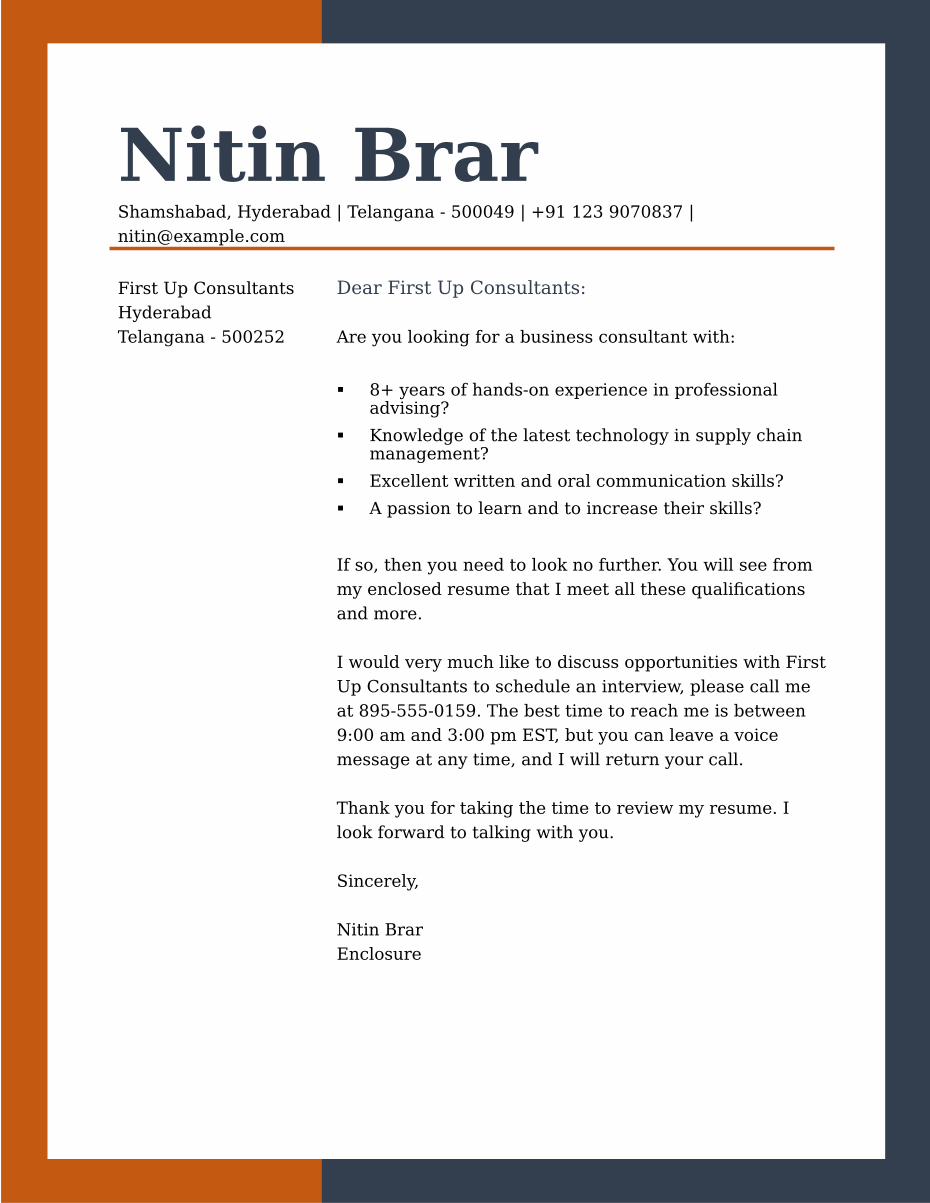 Nitin Brar
Shamshabad, Hyderabad | Telangana - 500049 | +91 123 9070837 |
nitin@example.com
First Up Consultants
Hyderabad
Telangana - 500252
Dear First Up Consultants:
Are you looking for a business consultant with:
▪ 8+ years of hands-on experience in professional
advising?
▪ Knowledge of the latest technology in supply chain
management?
▪ Excellent written and oral communication skills?
▪ A passion to learn and to increase their skills?
If so, then you need to look no further. You will see from
my enclosed resume that I meet all these qualifications
and more.
I would very much like to discuss opportunities with First
Up Consultants to schedule an interview, please call me
at 895-555-0159. The best time to reach me is between
9:00 am and 3:00 pm EST, but you can leave a voice
message at any time, and I will return your call.
Thank you for taking the time to review my resume. I
look forward to talking with you.
Sincerely,
Nitin Brar
Enclosure